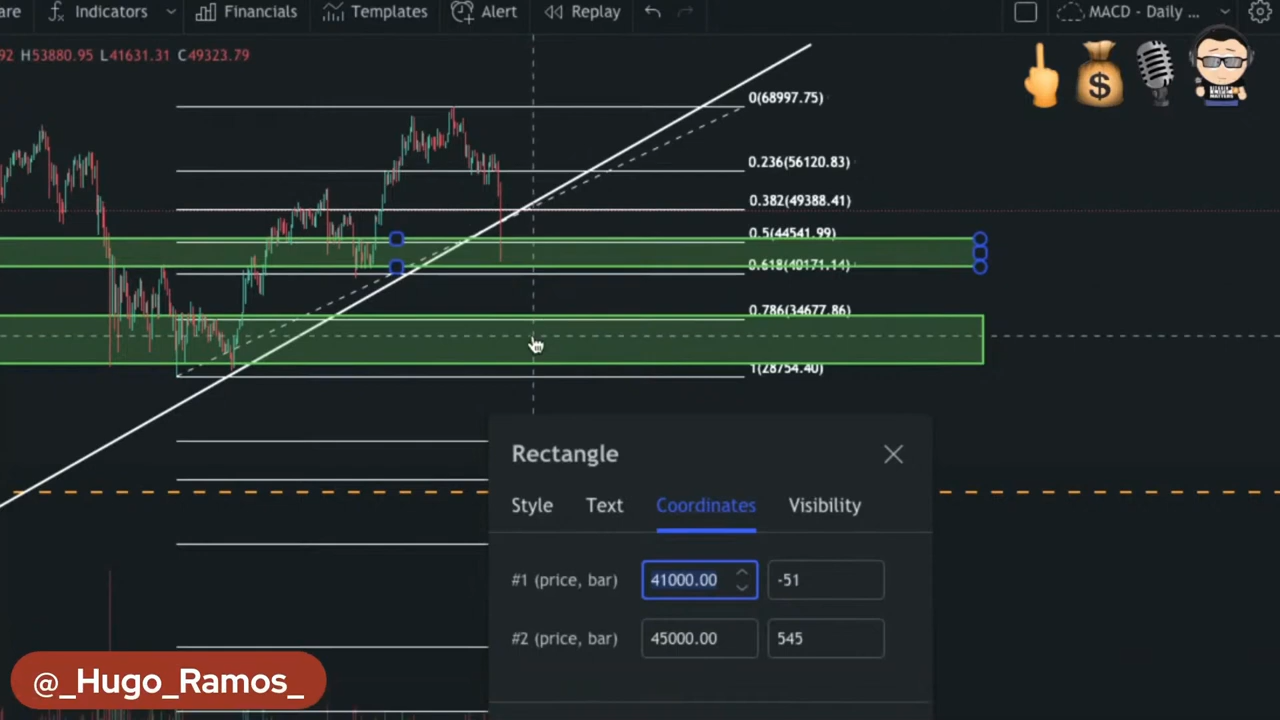 are Indicators Financials Templates Alert Replay MACD - Daily ...
92 H53880.95 L41631.31 C49323.79
0(68997.75)
0.236(56120.83)
0.382(49388.41)
0.5(44541.99)
0.618(40171.14)
0.786(34677.86)
1(28754.40)
Rectangle
Style Text Coordinates Visibility
#1 (price, bar) 41000.00 -51
#2 (price, bar) 45000.00 545
@_Hugo_Ramos_